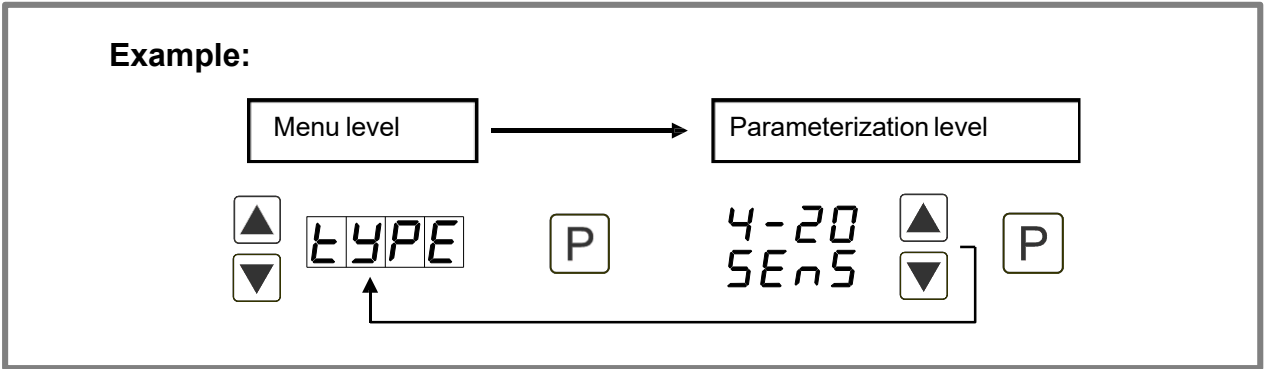 Example:
Menu level
Parameterization level
tYPE
P
4-20
SEnS
P